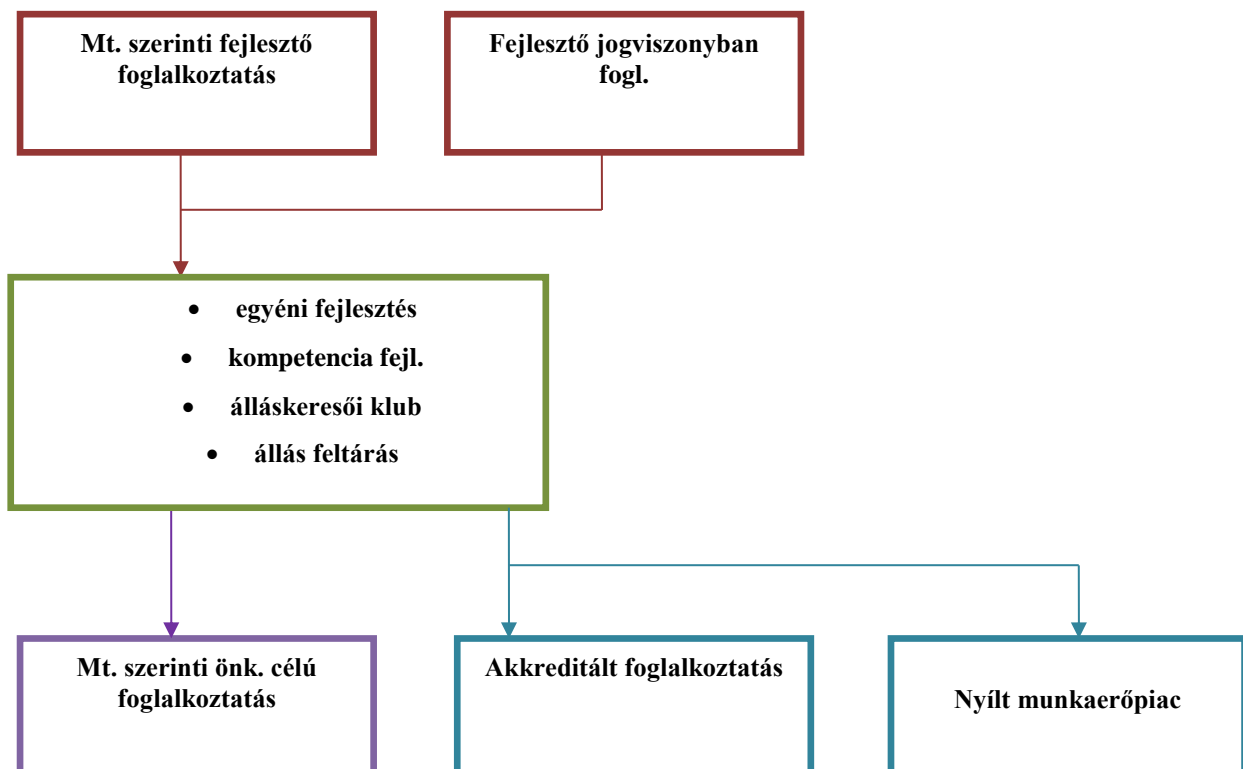 Mt. szerinti fejlesztő
foglalkoztatás
Fejlesztő jogviszonyban
fogl.
• egyéni fejlesztés
• kompetencia fejl.
• álláskeresői klub
• állás feltárás
Mt. szerinti önk. célú
foglalkoztatás
Akkreditált foglalkoztatás
Nyílt munkaerőpiac